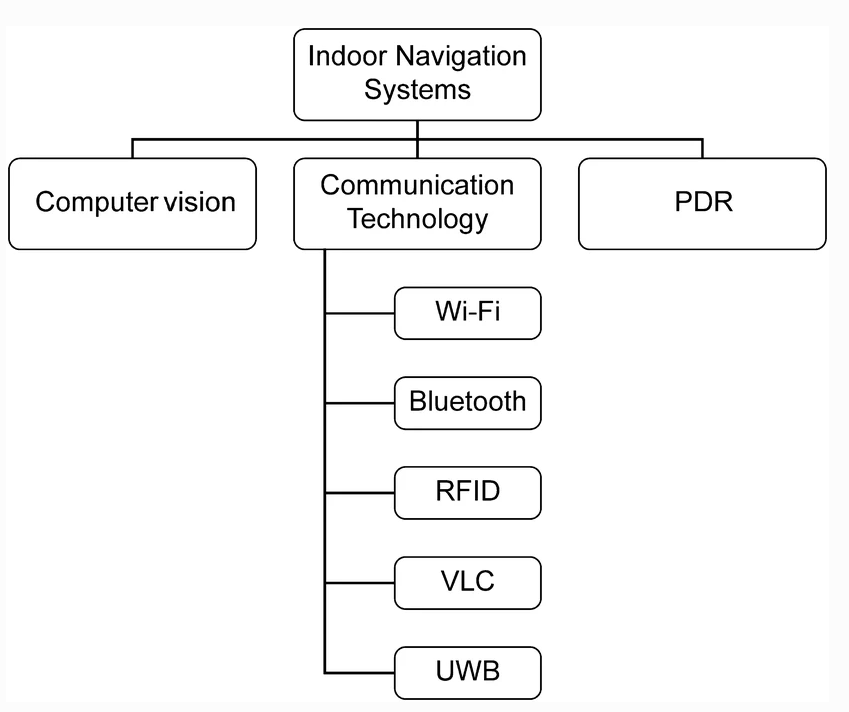 Indoor Navigation
Systems
Computer vision
Communication
Technology
PDR
Wi-Fi
Bluetooth
RFID
VLC
UWB